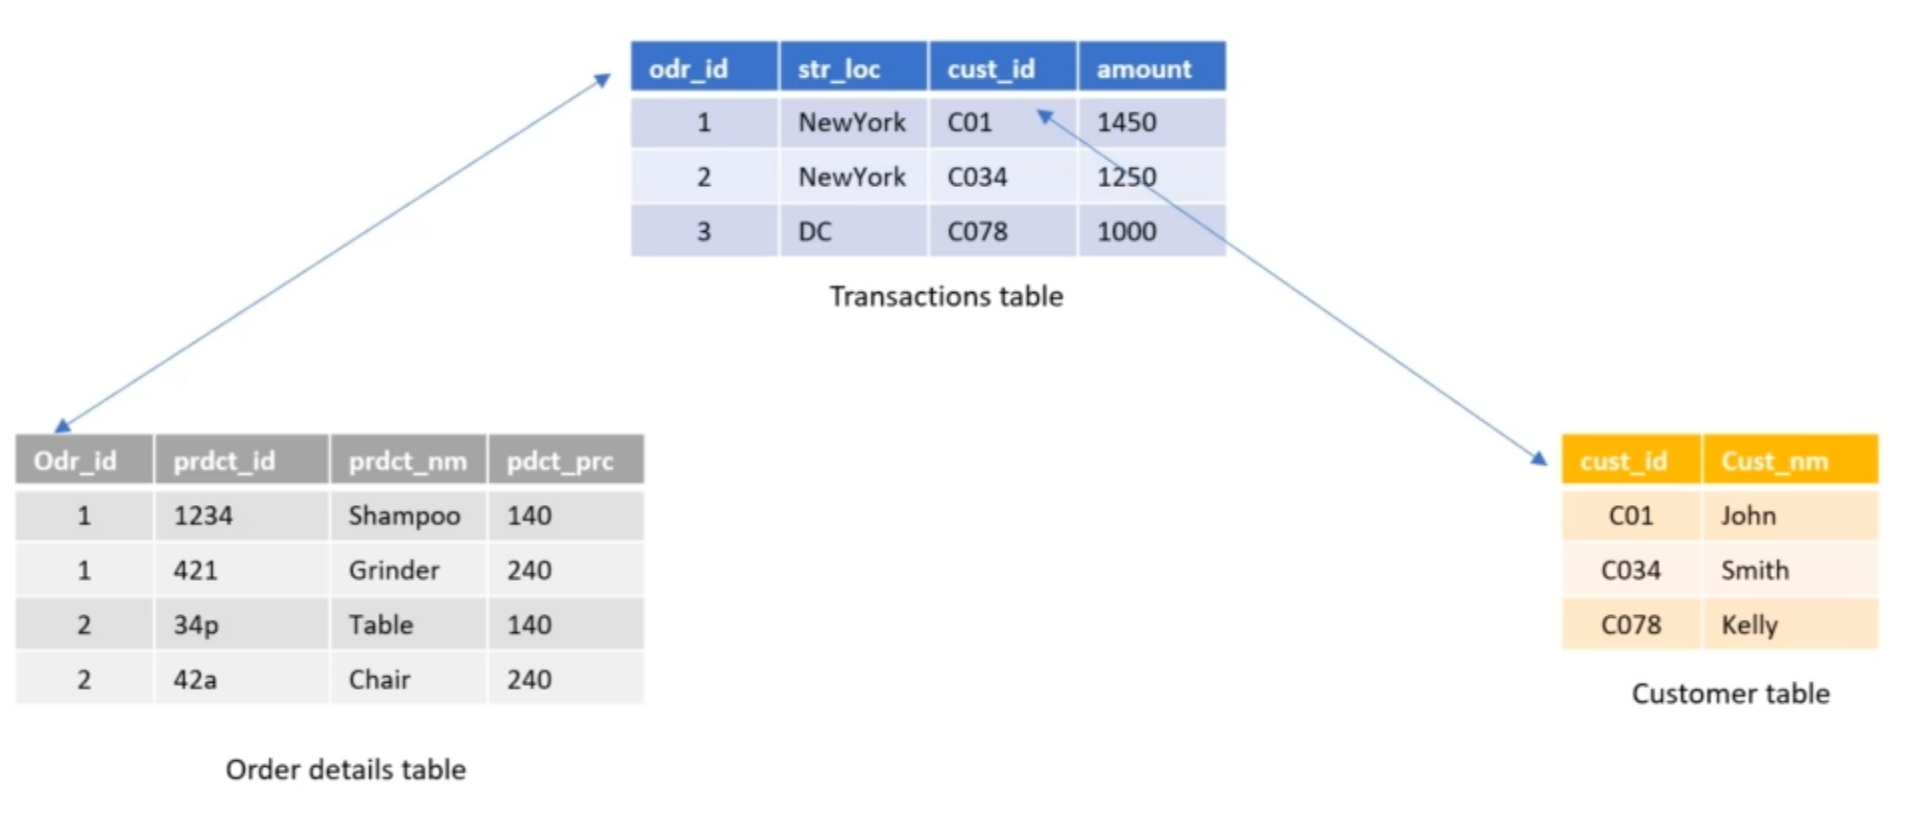 odr_id str_loc cust_id amount
1 NewYork C01 1450
2 NewYork C034 1250
3 DC C078 1000
Transactions table
Odr_id prdct_id prdct_nm pdct_prc
1 1234 Shampoo 140
1 421 Grinder 240
2 34p Table 140
2 42a Chair 240
Order details table
cust_id Cust_nm
C01 John
C034 Smith
C078 Kelly
Customer table